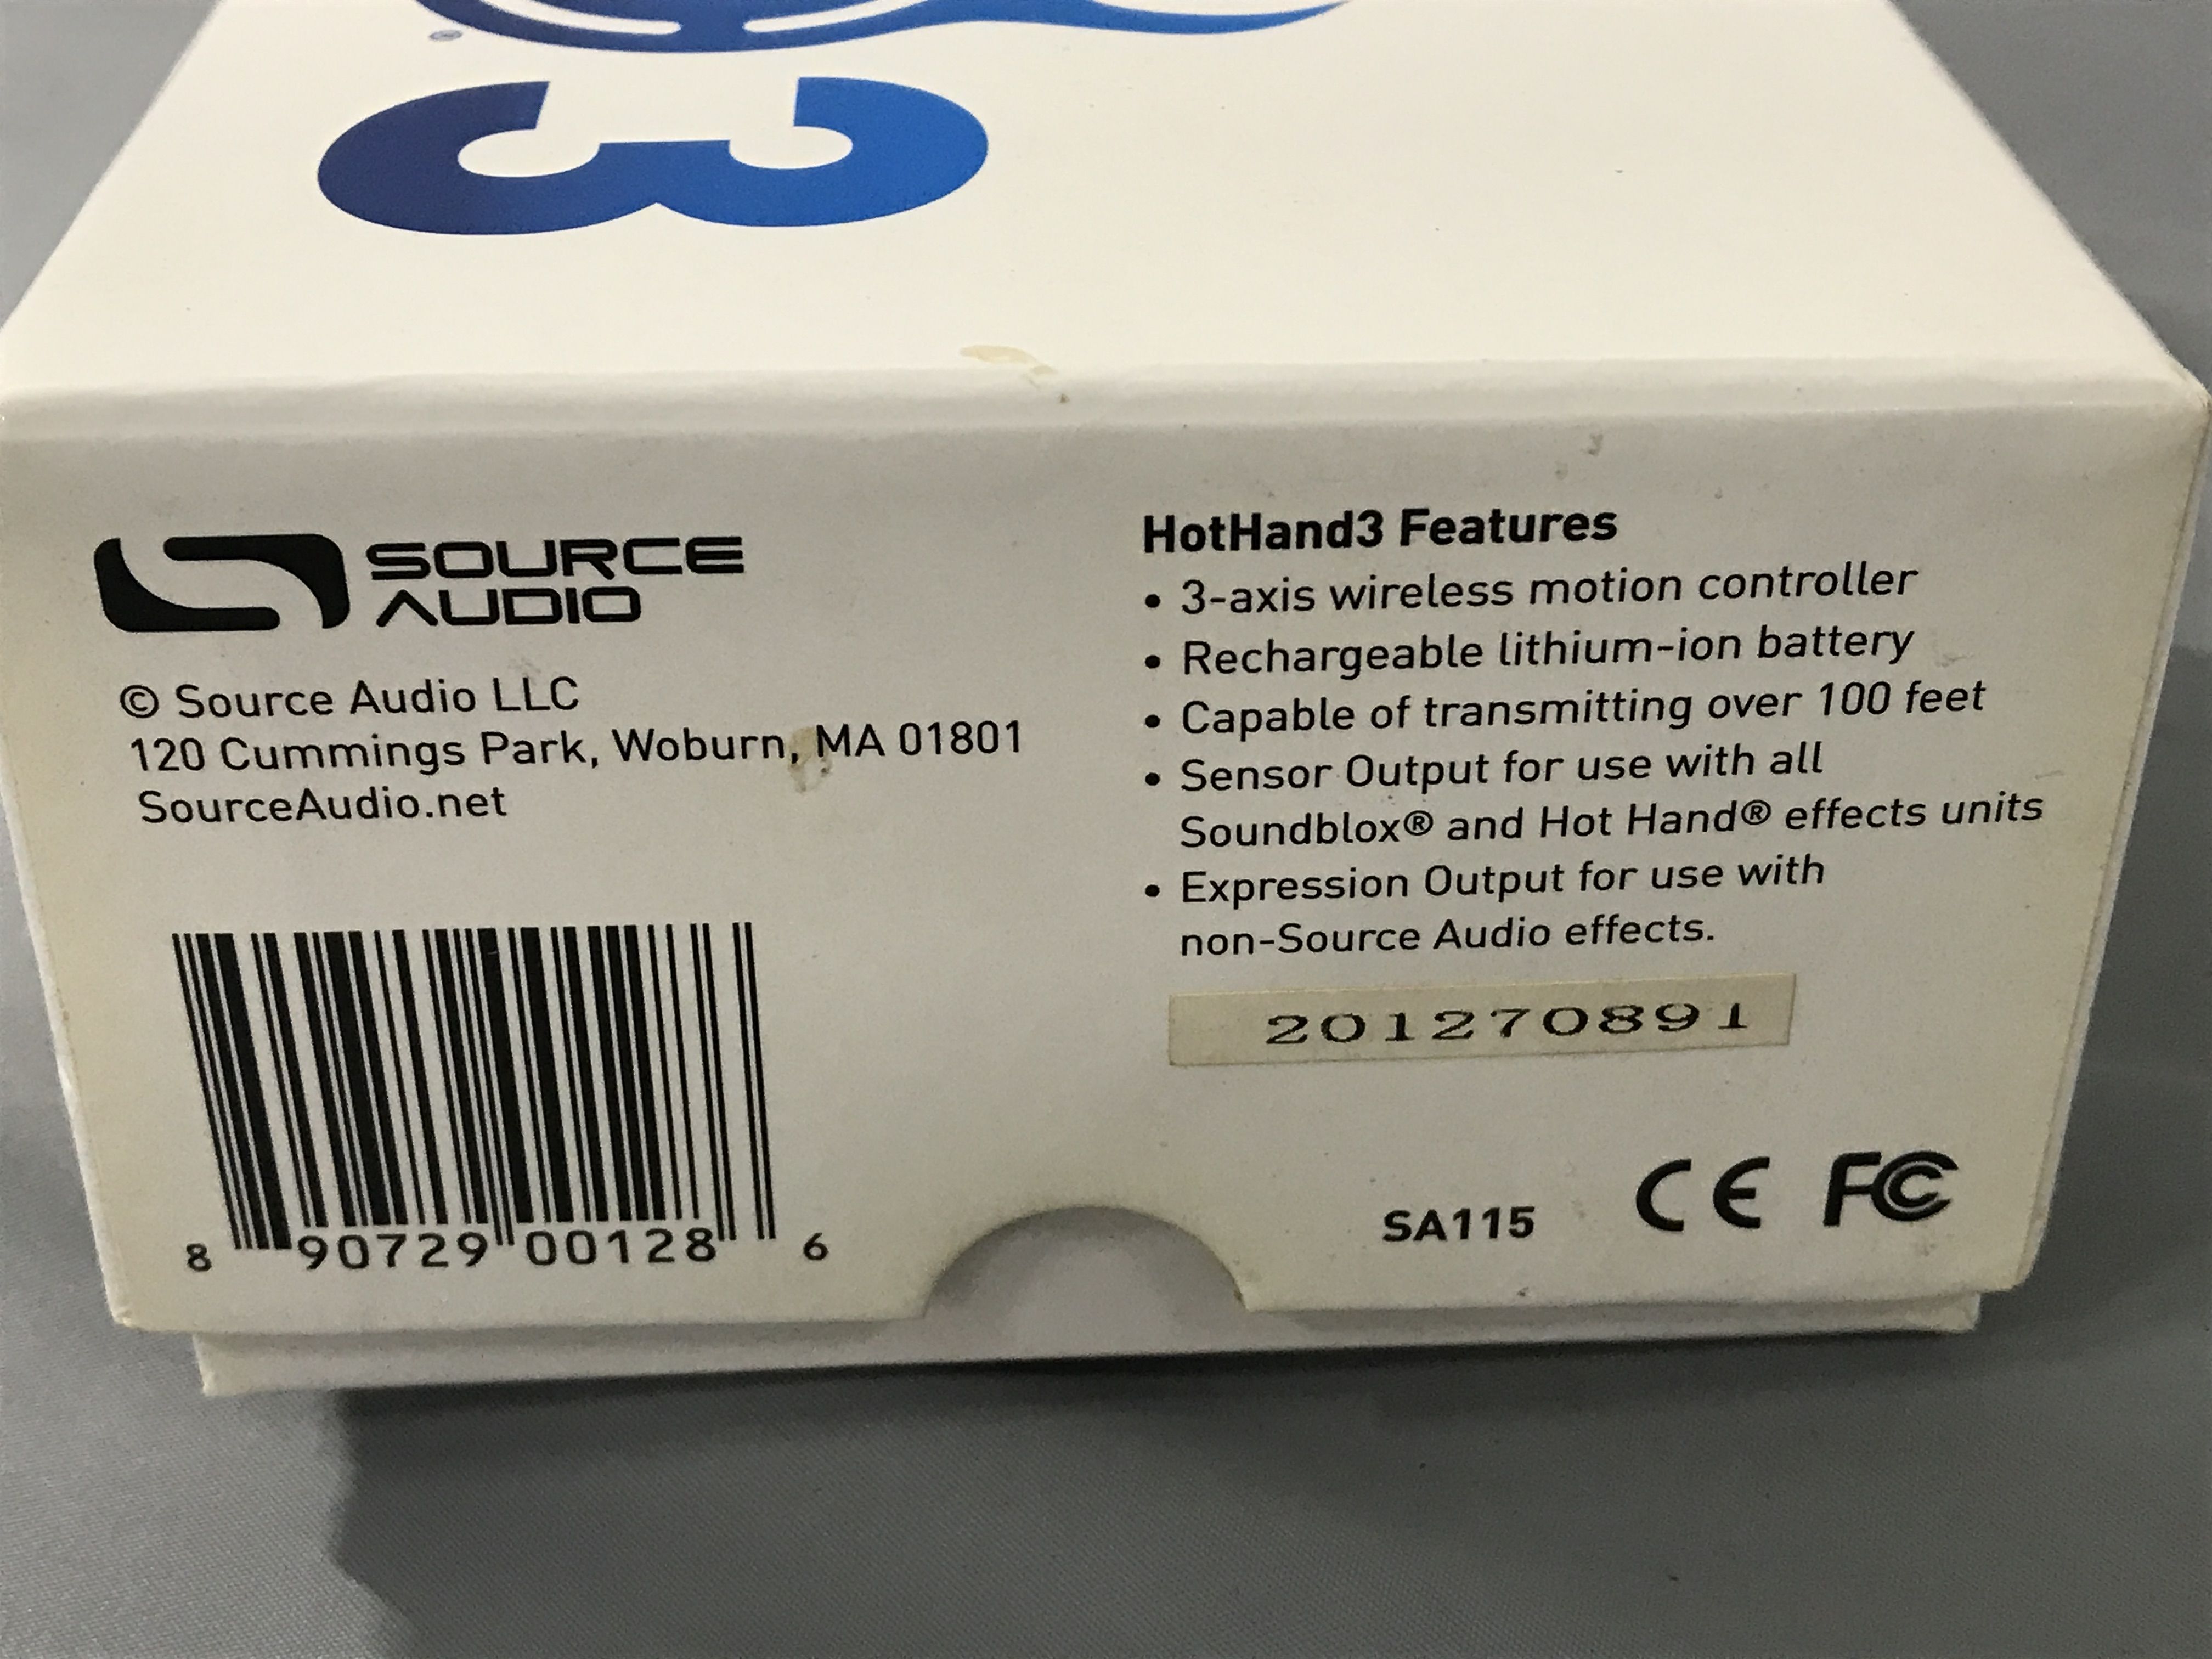 ®
3
SOURCE
AUDIO
© Source Audio LLC
120 Cummings Park, Woburn, MA 01801
SourceAudio.net
8 90729 00128 6
HotHand3 Features
• 3-axis wireless motion controller
• Rechargeable lithium-ion battery
• Capable of transmitting over 100 feet
• Sensor Output for use with all
Soundblox® and Hot Hand® effects units
• Expression Output for use with
non-Source Audio effects.
201270891
SA115 CE FC